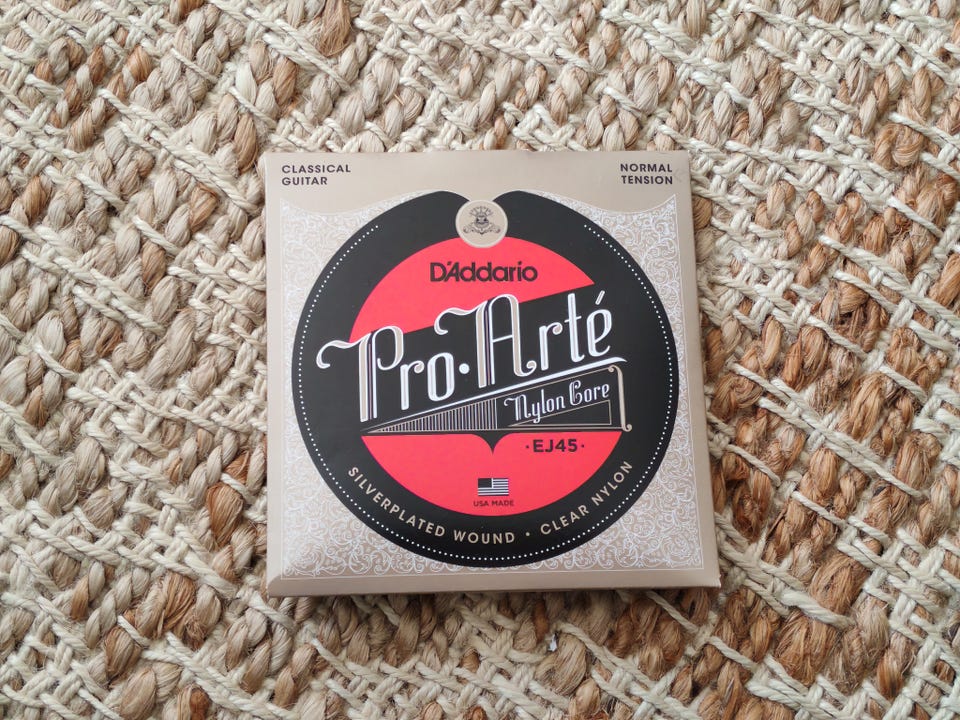 CLASSICAL
GUITAR
NORMAL
TENSION
D'Addario
Pro·Arté
Nylon Core
·EJ45·
USA MADE
SILVERPLATED WOUND • CLEAR NYLON